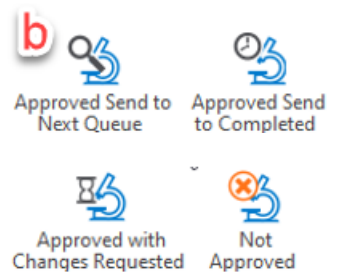 b
Approved Send to Approved Send
Next Queue to Completed
Approved with Not
Changes Requested Approved